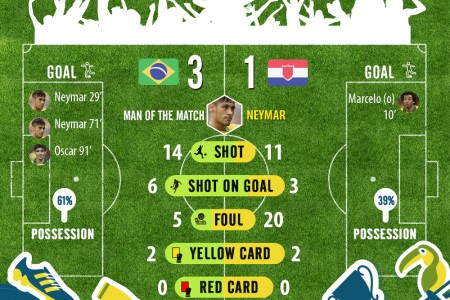 3 1
GOAL
GOAL
Neymar 29'
Neymar 71'
Oscar 91'
Marcelo (o)
10'
MAN OF THE MATCH NEYMAR
14 SHOT 11
6 SHOT ON GOAL 3
5 FOUL 20
2 YELLOW CARD 2
0 RED CARD 0
61%
POSSESSION
39%
POSSESSION